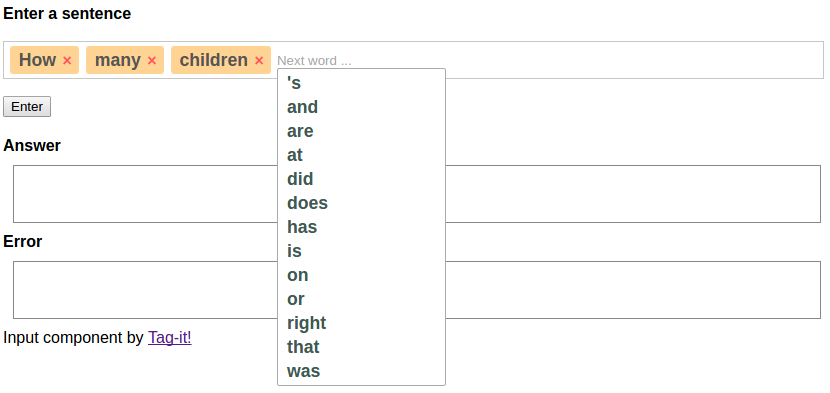 Enter a sentence
How × many × children × Next word ...
's
and
are
at
did
does
has
is
on
or
right
that
was
Enter
Answer
Error
Input component by Tag-it!